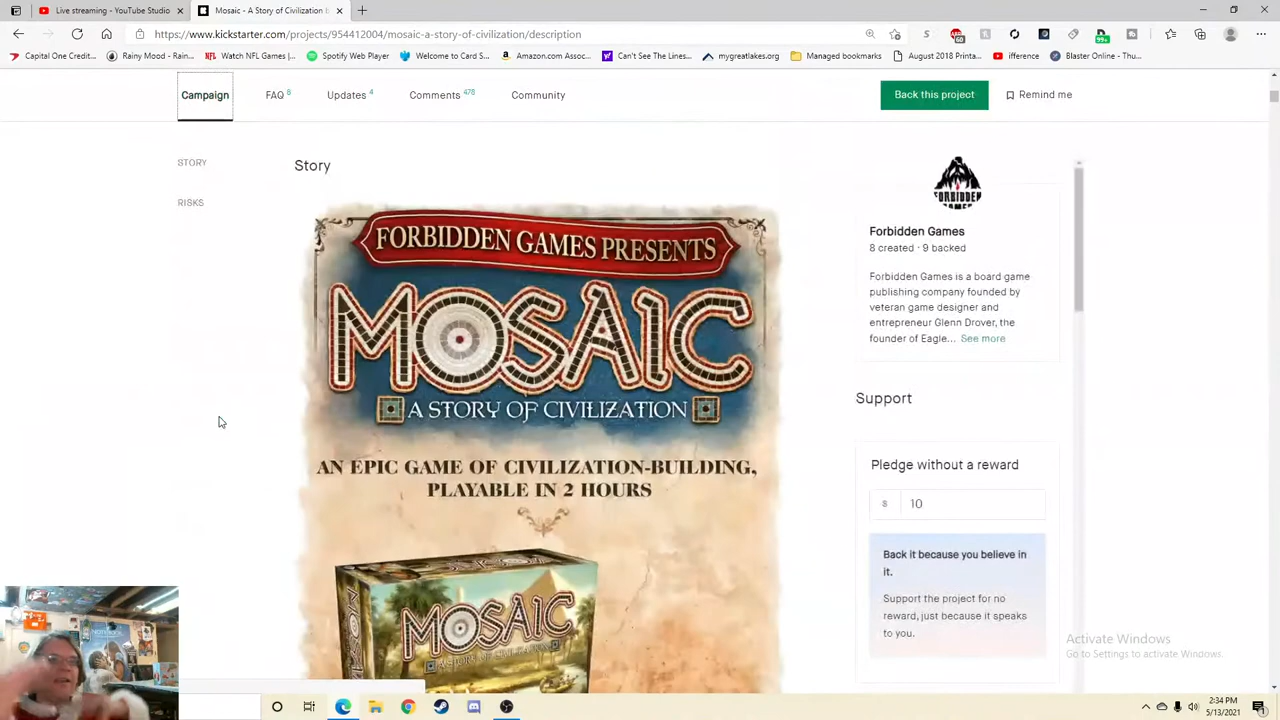 Live streaming - YouTube Studio
Mosaic - A Story of Civilization b
https://www.kickstarter.com/projects/954412004/mosaic-a-story-of-civilization/description
Capital One Credit...
Rainy Mood - Rain...
Watch NFL Games |...
Spotify Web Player
Welcome to Card S...
Amazon.com Assoc...
Can't See The Lines...
mygreatlakes.org
Managed bookmarks
August 2018 Printa...
ifference
Blaster Online - Thu...
Campaign
FAQ 8
Updates 4
Comments 478
Community
Back this project
Remind me
STORY
RISKS
Story
FORBIDDEN GAMES PRESENTS
MOSAIC
A STORY OF CIVILIZATION
AN EPIC GAME OF CIVILIZATION-BUILDING,
PLAYABLE IN 2 HOURS
MOSAIC
A STORY OF CIVILIZATION
FORBIDDEN
GAMES
Forbidden Games
8 created · 9 backed
Forbidden Games is a board game
publishing company founded by
veteran game designer and
entrepreneur Glenn Drover, the
founder of Eagle... See more
Support
Pledge without a reward
$ 10
Back it because you believe in
it.
Support the project for no
reward, just because it speaks
to you.
Activate Windows
Go to Settings to activate Windows.
2:34 PM
5/13/2021